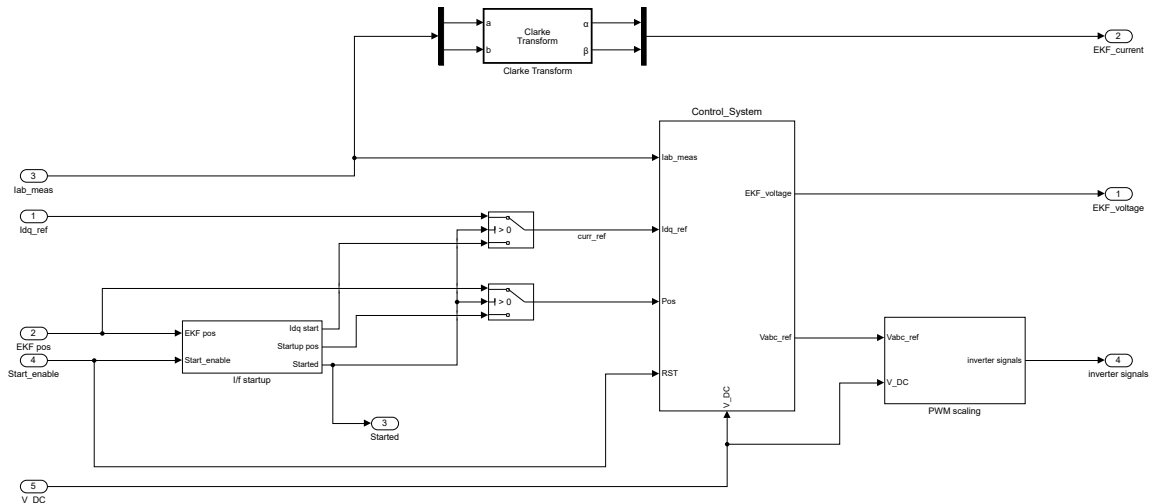 a
b
Clarke
Transform
α
β
Clarke Transform
2
EKF_current
Control_System
3
Iab_meas
Iab_meas
EKF_voltage
1
EKF_voltage
1
Idq_ref
> 0
curr_ref
Idq_ref
> 0
Pos
2
EKF pos
EKF pos
Idq start
Startup pos
4
Start_enable
Start_enable
Started
I/f startup
Vabc_ref
Vabc_ref
inverter signals
4
inverter signals
RST
V_DC
V_DC
PWM scaling
3
Started
5
V_DC